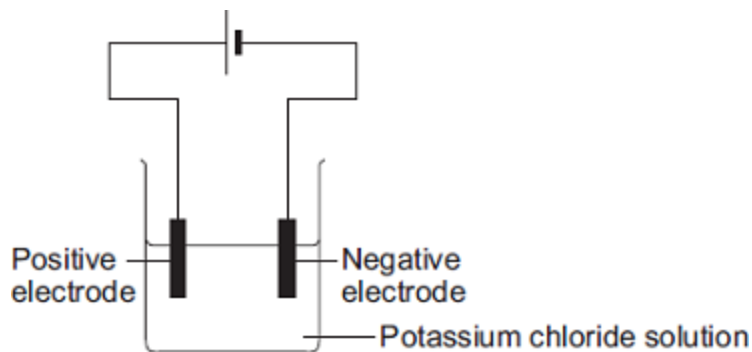 Positive
electrode
Negative
electrode
Potassium chloride solution